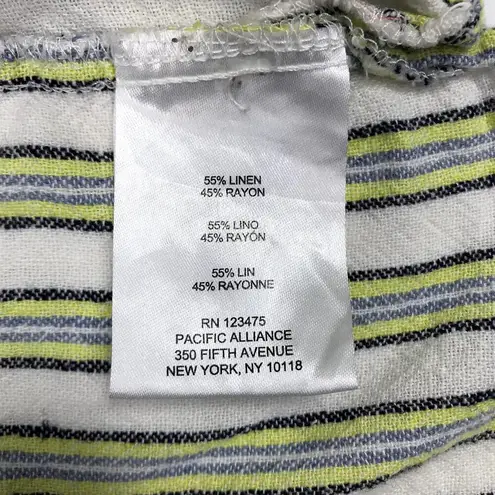 55% LINEN
45% RAYON
55% LINO
45% RAYÓN
55% LIN
45% RAYONNE
RN 123475
PACIFIC ALLIANCE
350 FIFTH AVENUE
NEW YORK, NY 10118